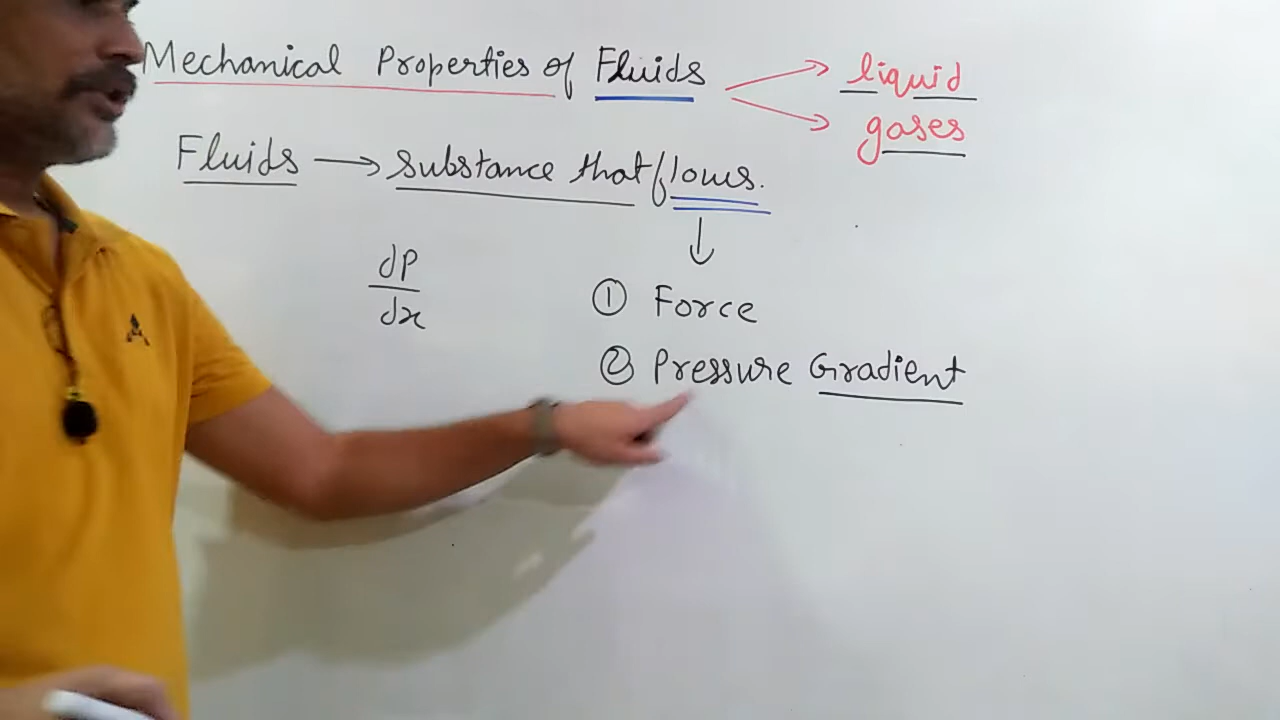 Mechanical Properties of Fluids → liquid
→ gases
Fluids → substance that flows.
↓
dP
dx
① Force
② Pressure Gradient